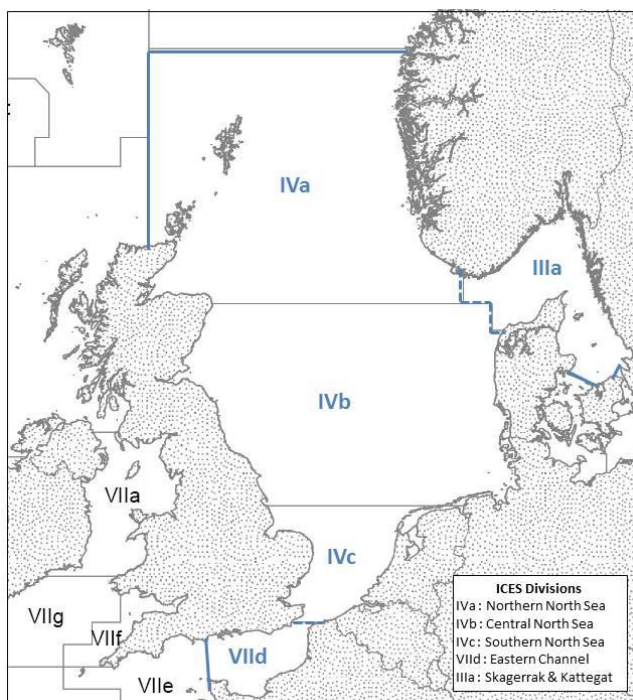 IVa
IIIa
IVb
VIIa
IVc
VIIg
VIIf
VIId
VIIe
ICES Divisions
IVa : Northern North Sea
IVb : Central North Sea
IVc : Southern North Sea
VIId : Eastern Channel
IIIa : Skagerrak & Kattegat